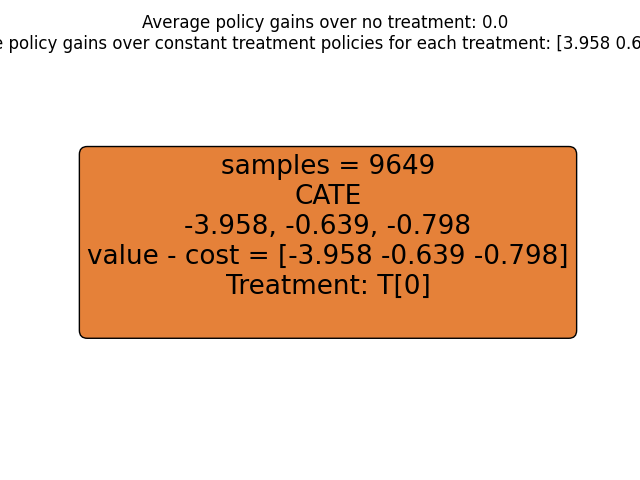 Average policy gains over no treatment: 0.0
policy gains over constant treatment policies for each treatment: [3.958 0.6
samples = 9649
CATE
-3.958, -0.639, -0.798
value - cost = [-3.958 -0.639 -0.798]
Treatment: T[0]